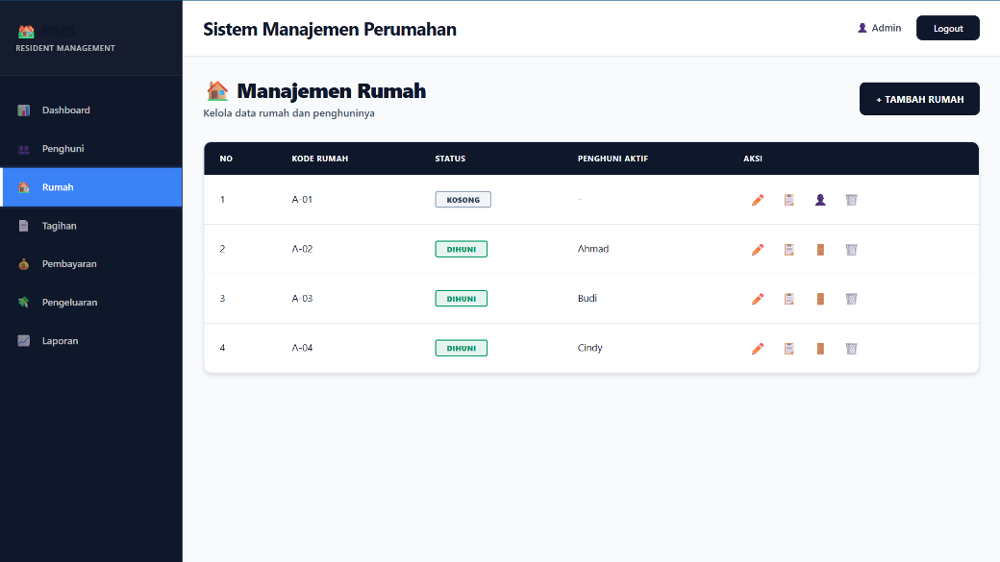 RMS
RESIDENT MANAGEMENT
Dashboard
Penghuni
Rumah
Tagihan
Pembayaran
Pengeluaran
Laporan
Sistem Manajemen Perumahan
Admin
Logout
Manajemen Rumah
Kelola data rumah dan penghuninya
+ TAMBAH RUMAH
NO KODE RUMAH STATUS PENGHUNI AKTIF AKSI
1 A-01 KOSONG -
2 A-02 DIHUNI Ahmad
3 A-03 DIHUNI Budi
4 A-04 DIHUNI Cindy